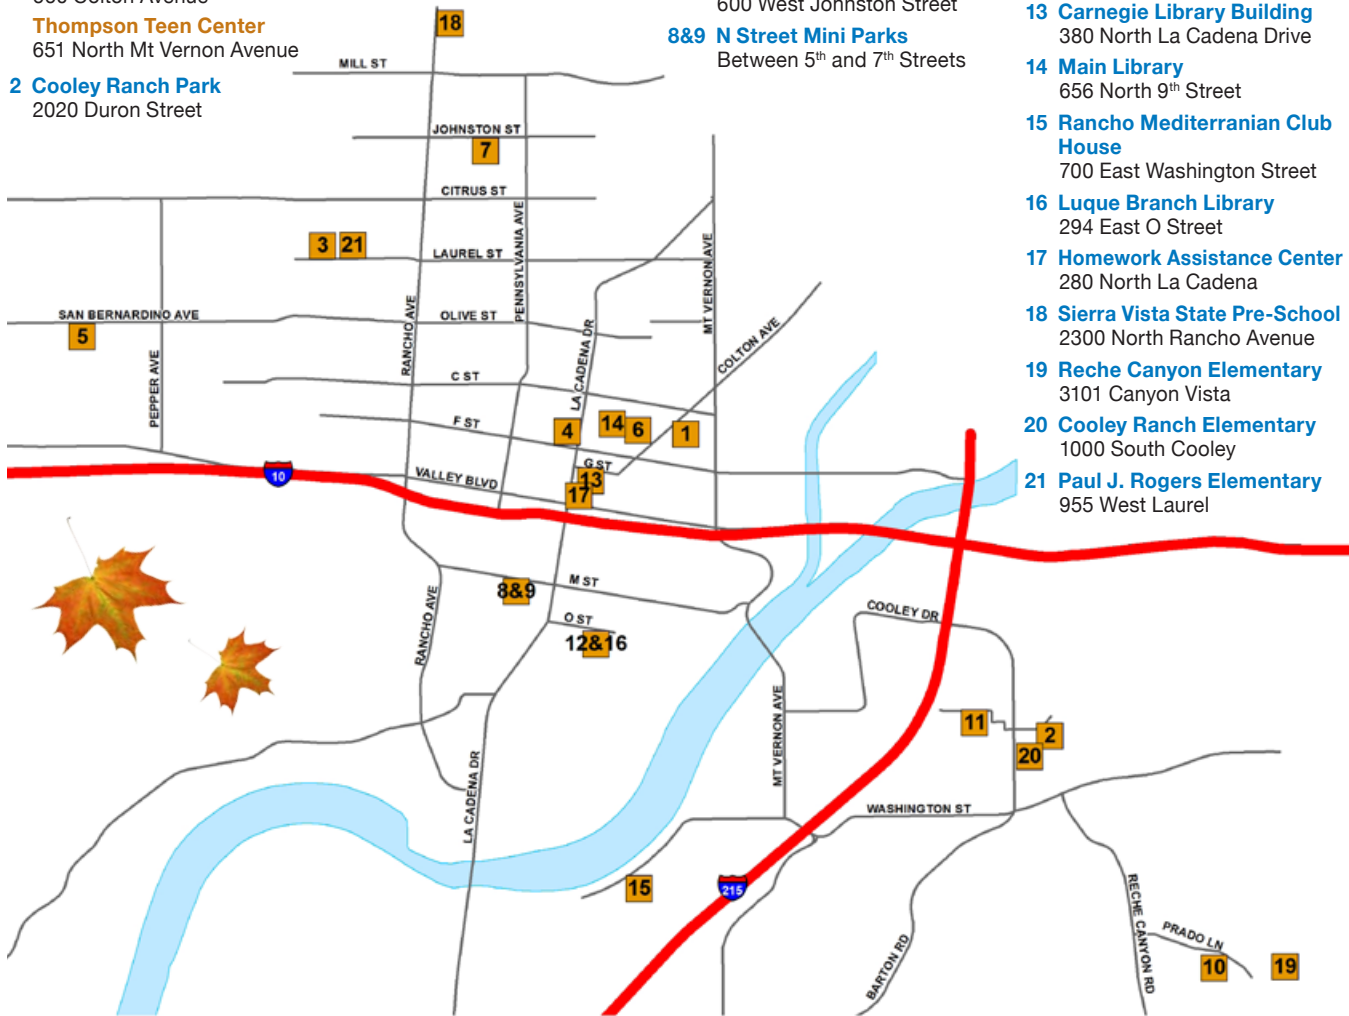 Thompson Teen Center
651 North Mt Vernon Avenue
2 Cooley Ranch Park
2020 Duron Street
600 West Johnston Street
8&9 N Street Mini Parks
Between 5th and 7th Streets
13 Carnegie Library Building
380 North La Cadena Drive
14 Main Library
656 North 9th Street
15 Rancho Mediterranian Club
House
700 East Washington Street
16 Luque Branch Library
294 East O Street
17 Homework Assistance Center
280 North La Cadena
18 Sierra Vista State Pre-School
2300 North Rancho Avenue
19 Reche Canyon Elementary
3101 Canyon Vista
20 Cooley Ranch Elementary
1000 South Cooley
21 Paul J. Rogers Elementary
955 West Laurel
18
MILL ST
JOHNSTON ST
7
CITRUS ST
PENNSYLVANIA AVE
3
21
LAUREL ST
MT VERNON AVE
SAN BERNARDINO AVE
5
OLIVE ST
RANCHO AVE
PEPPER AVE
LA CADENA DR
COLTON AVE
C ST
F ST
4
14
6
1
G ST
13
17
VALLEY BLVD
10
M ST
8&9
RANCHO AVE
O ST
12&16
COOLEY DR
MT VERNON AVE
11
2
20
LA CADENA DR
WASHINGTON ST
15
215
RECHE CANYON RD
BARTON RD
PRADO LN
10
19